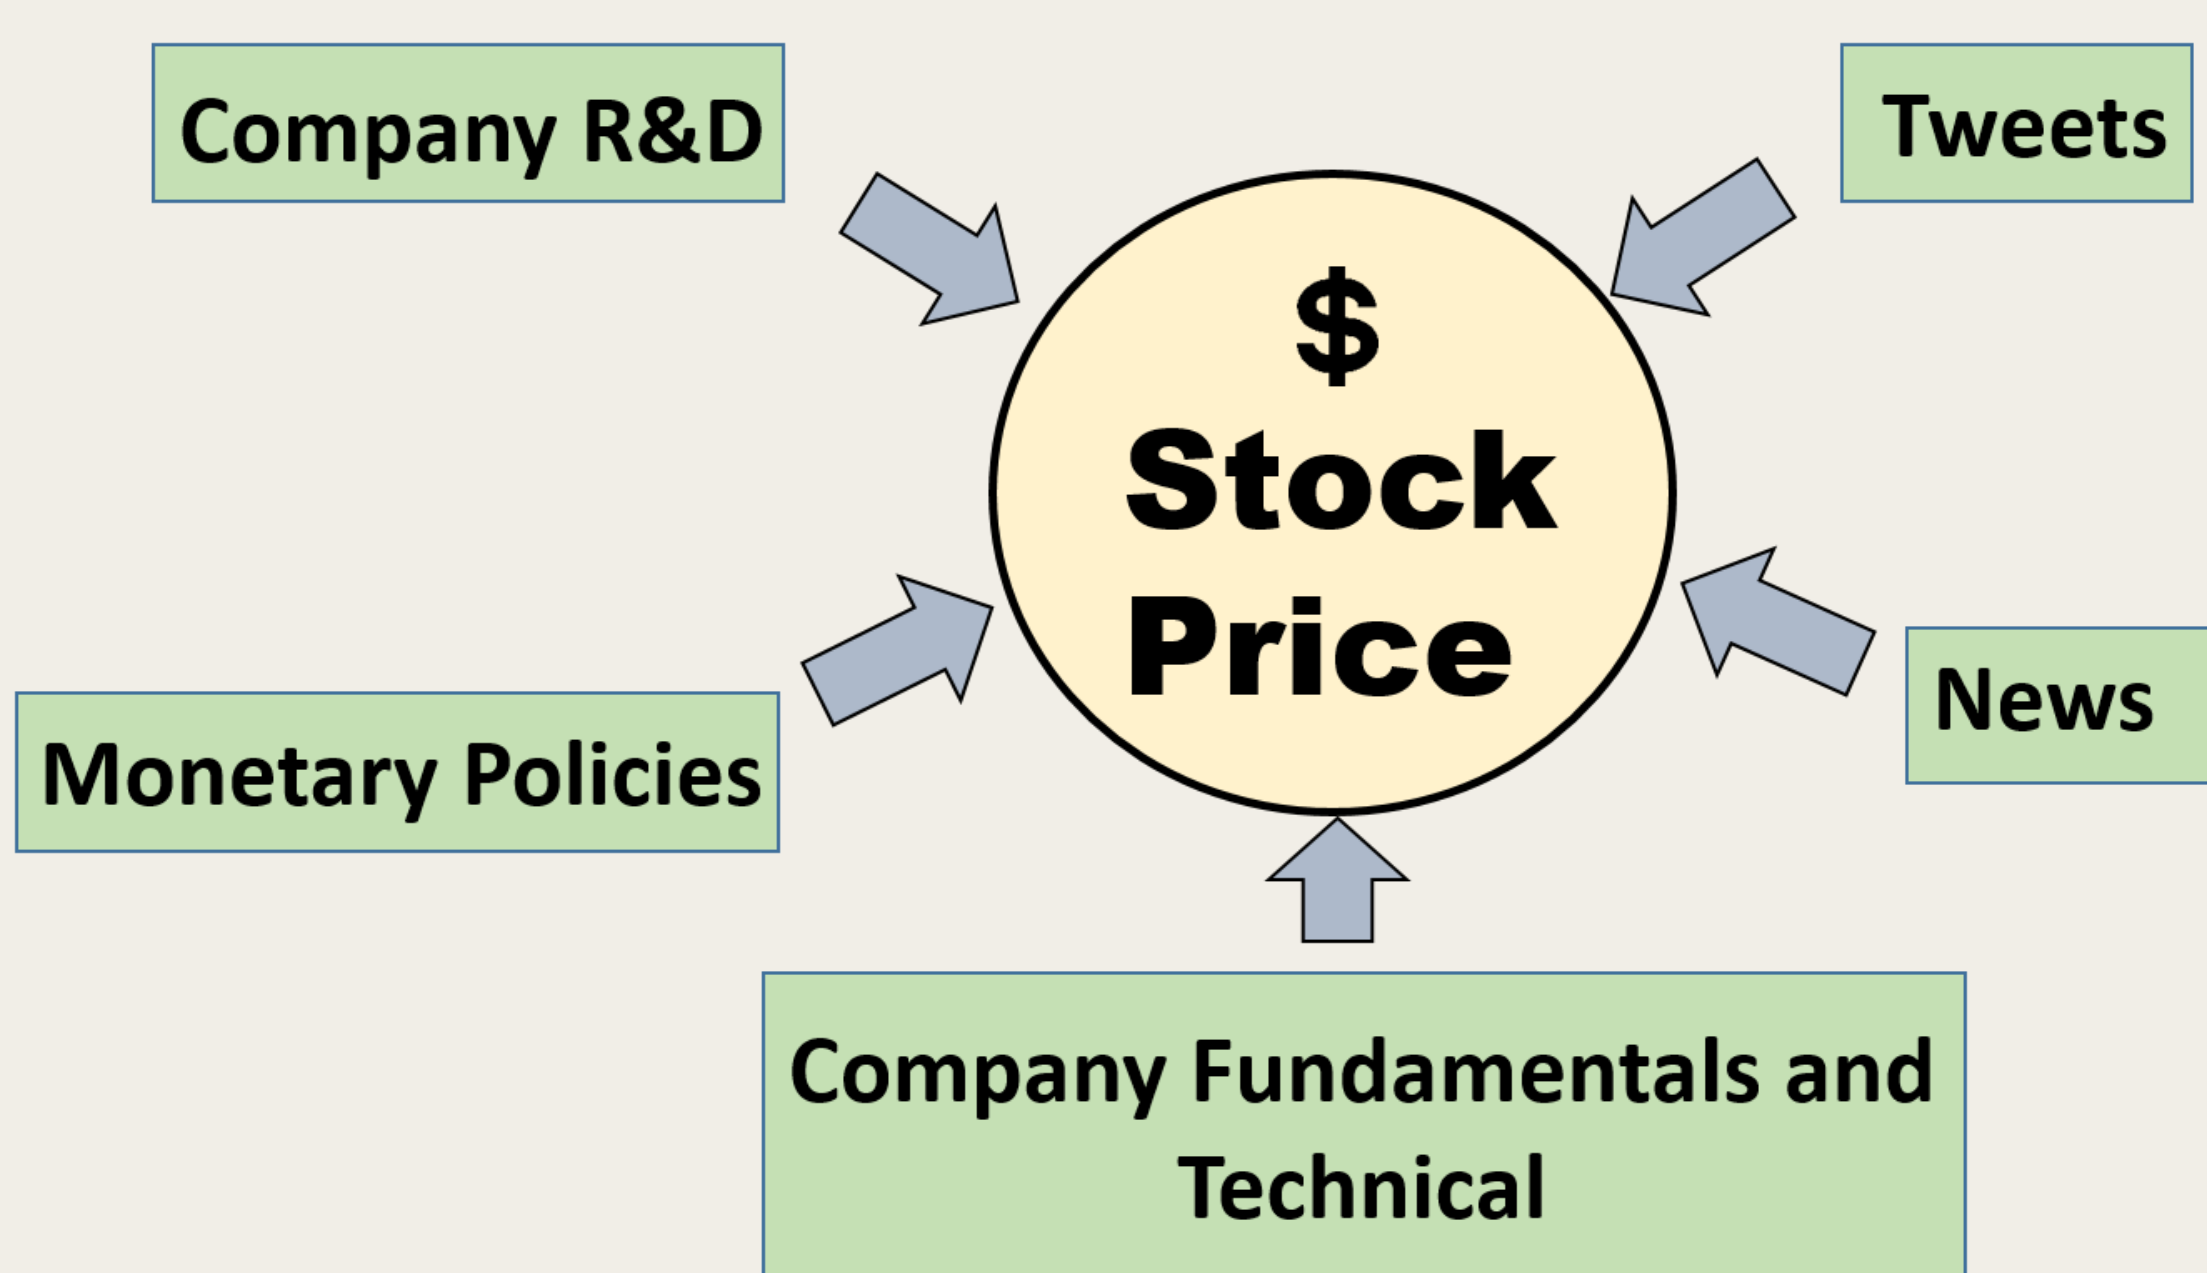 Company R&D
Tweets
$
Stock
Price
Monetary Policies
News
Company Fundamentals and
Technical